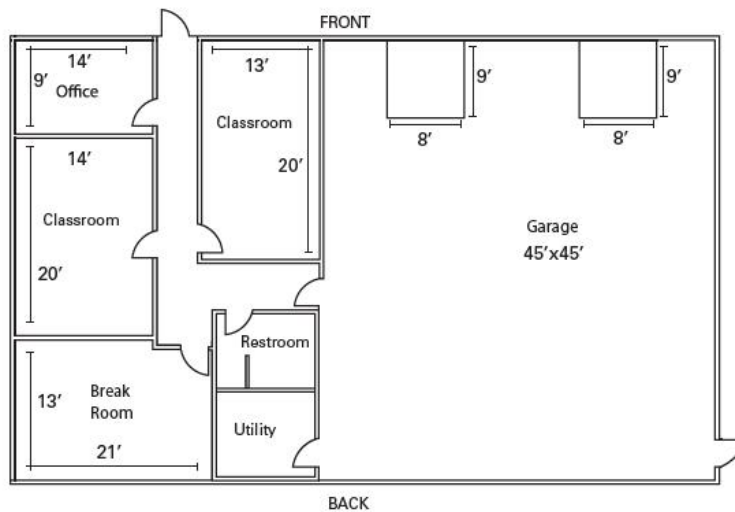 FRONT
14’
9’
Office
13’
Classroom
20’
9’
8’
9’
8’
14’
Classroom
20’
Garage
45’x45’
Restroom
Break
Room
13’
21’
Utility
BACK